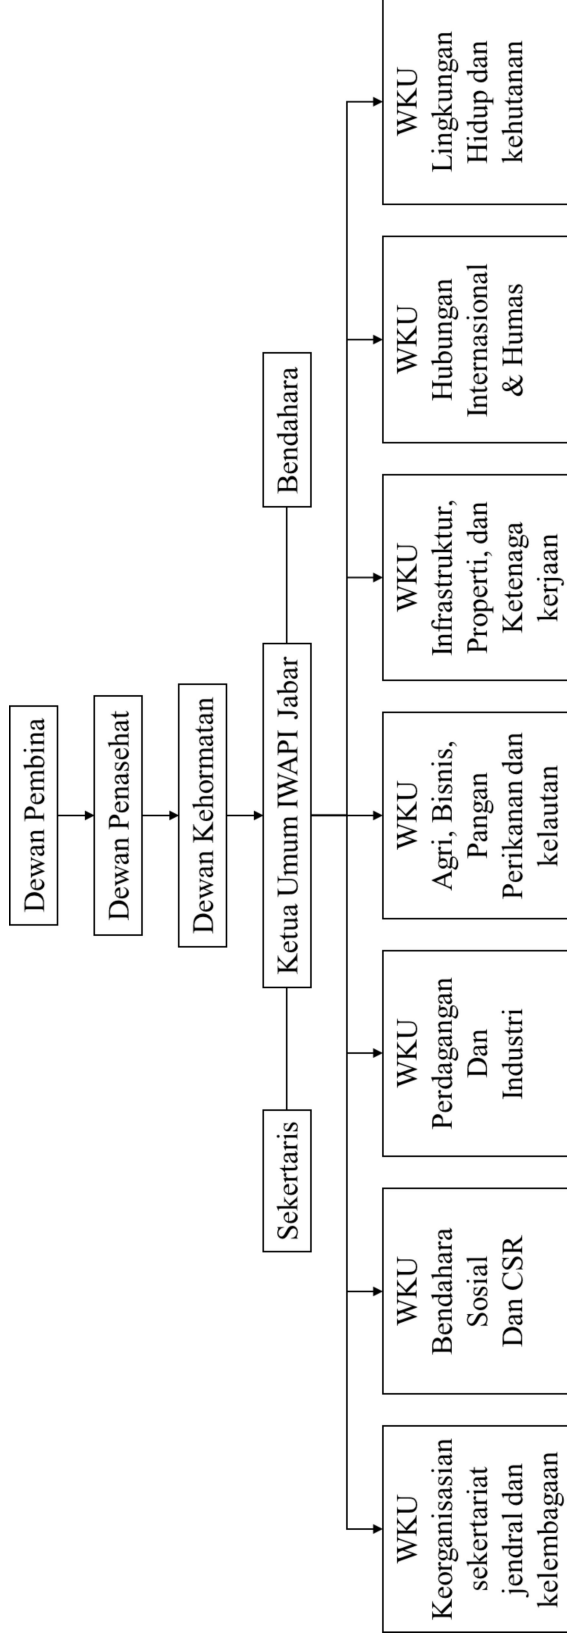 Dewan Pembina
Dewan Penasehat
Dewan Kehormatan
Sekertaris
Ketua Umum IWAPI Jabar
Bendahara
WKU
Keorganisasian
sekertariat
jendral dan
kelembagaan
WKU
Bendahara
Sosial
Dan CSR
WKU
Perdagangan
Dan
Industri
WKU
Agri, Bisnis,
Pangan
Perikanan dan
kelautan
WKU
Infrastruktur,
Properti, dan
Ketenaga
kerjaan
WKU
Hubungan
Internasional
& Humas
WKU
Lingkungan
Hidup dan
kehutanan